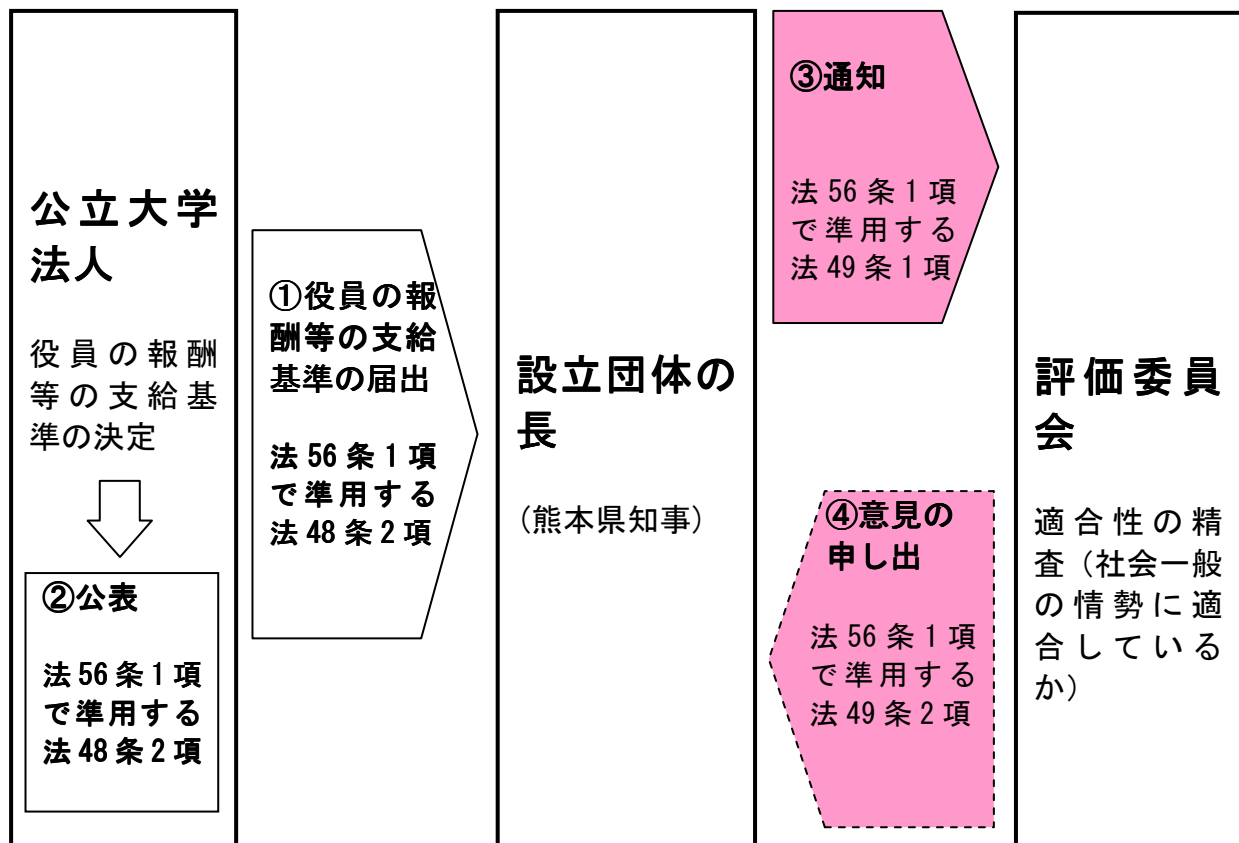 公立大学
法人
役員の報酬
等の支給基
準の決定
②公表
法56条1項
で準用する
法48条2項
①役員の報
酬等の支給
基準の届出
法56条1項
で準用する
法48条2項
設立団体の
長
（熊本県知事）
③通知
法56条1項
で準用する
法49条1項
④意見の
申し出
法56条1項
で準用する
法49条2項
評価委員
会
適合性の精
査（社会一般
の情勢に適
合している
か）